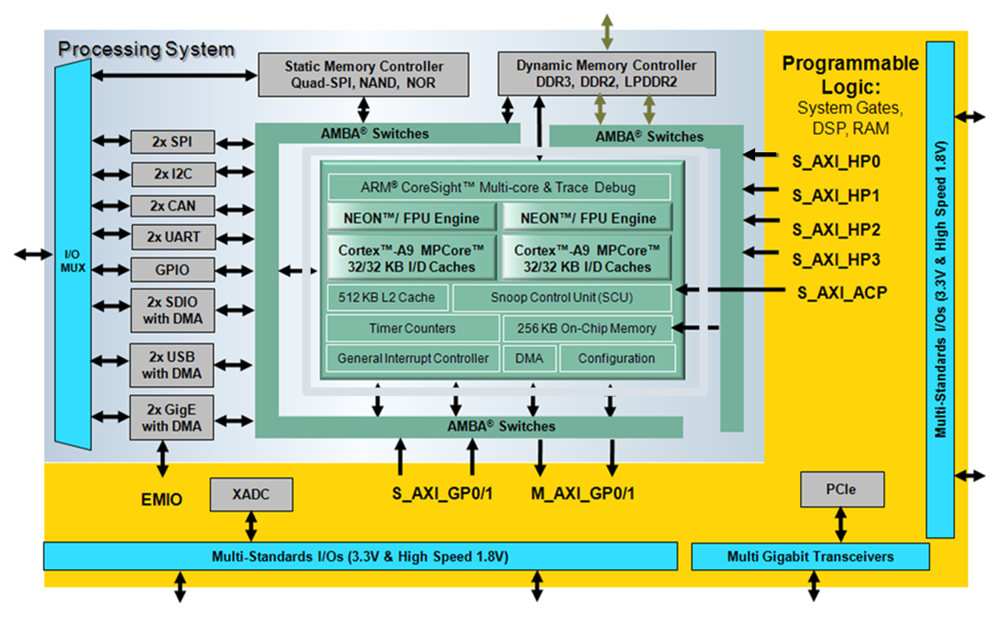 Processing System
Static Memory Controller
Quad-SPI, NAND, NOR
Dynamic Memory Controller
DDR3, DDR2, LPDDR2
Programmable
Logic:
System Gates,
DSP, RAM
AMBA® Switches
AMBA® Switches
2x SPI
2x I2C
2x CAN
2x UART
GPIO
2x SDIO
with DMA
2x USB
with DMA
2x GigE
with DMA
I/O
MUX
ARM® CoreSight™ Multi-core & Trace Debug
NEON™/ FPU Engine
NEON™/ FPU Engine
Cortex™-A9 MPCore™
32/32 KB I/D Caches
Cortex™-A9 MPCore™
32/32 KB I/D Caches
512 KB L2 Cache
Snoop Control Unit (SCU)
Timer Counters
256 KB On-Chip Memory
General Interrupt Controller
DMA
Configuration
AMBA® Switches
S_AXI_HP0
S_AXI_HP1
S_AXI_HP2
S_AXI_HP3
S_AXI_ACP
Multi-Standards I/Os (3.3V & High Speed 1.8V)
EMIO
XADC
S_AXI_GP0/1
M_AXI_GP0/1
PCIe
Multi-Standards I/Os (3.3V & High Speed 1.8V)
Multi Gigabit Transceivers